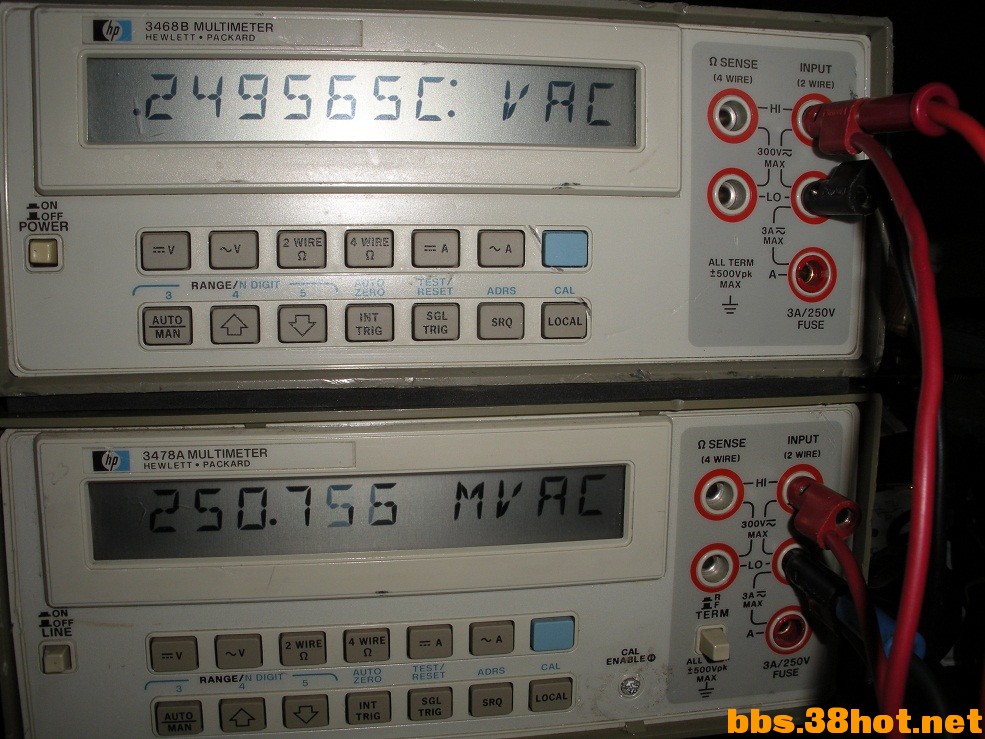 hp 3468B MULTIMETER
HEWLETT • PACKARD
.249565C: VAC
Ω SENSE
(4 WIRE)
INPUT
(2 WIRE)
HI
300V
MAX
LO
3A
MAX
ALL TERM
±500Vpk
MAX
A
3A/250V
FUSE
ON
OFF
POWER
⎓V ~V 2 WIRE Ω 4 WIRE Ω ⎓A ~A
RANGE/N DIGIT AUTO ZERO TEST/RESET ADRS CAL
3 4 5
AUTO/MAN INT TRIG SGL TRIG SRQ LOCAL
hp 3478A MULTIMETER
HEWLETT • PACKARD
250.756 MVAC
Ω SENSE
(4 WIRE)
INPUT
(2 WIRE)
HI
300V
MAX
LO
R
F
TERM
3A
MAX
A
ALL
±500Vpk
MAX
3A/250V
FUSE
ON
OFF
LINE
⎓V ~V 2 WIRE Ω 4 WIRE Ω ⎓A ~A
RANGE/N DIGIT AUTO ZERO TEST/RESET ADRS CAL
3 4 5
AUTO/MAN INT TRIG SGL TRIG SRQ LOCAL
CAL
ENABLE
bbs.38hot.net